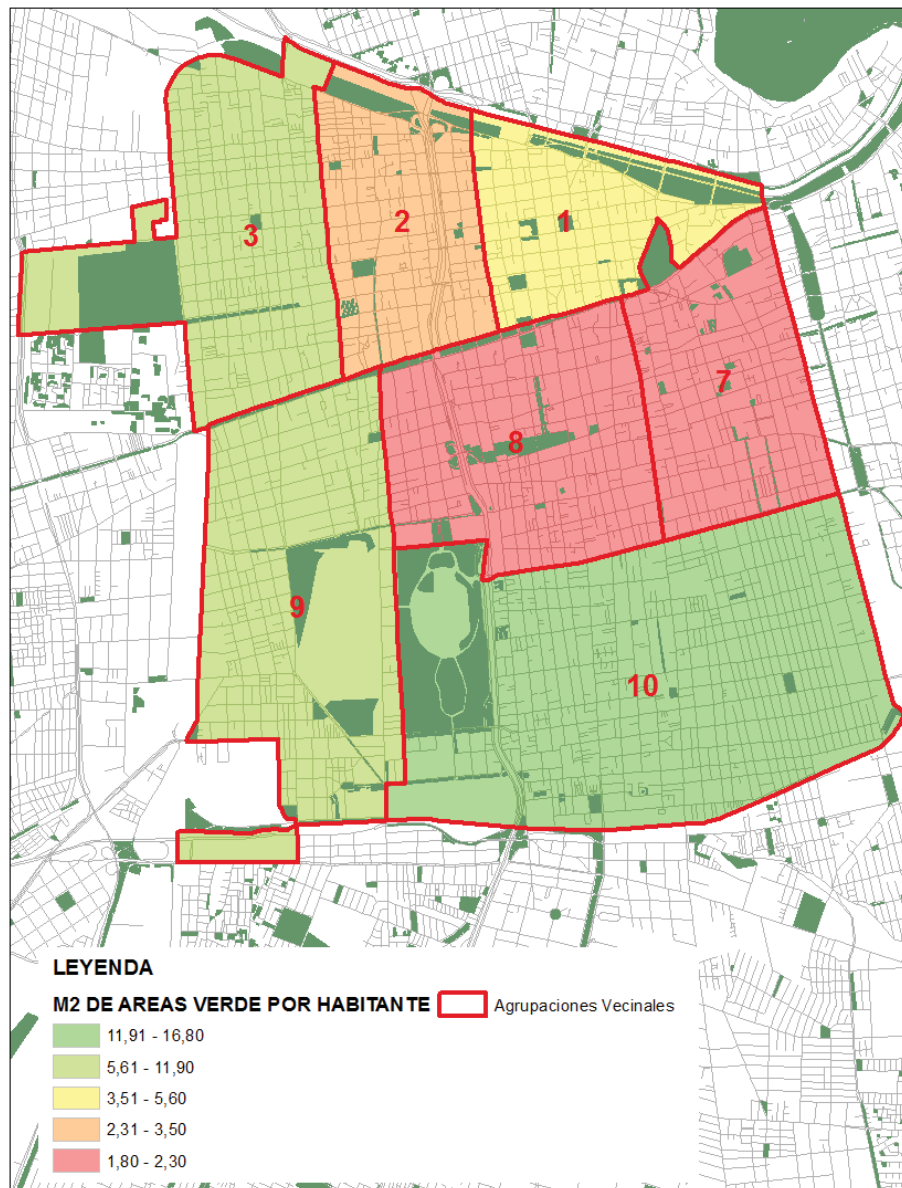 3
2
1
7
8
9
10
LEYENDA
M2 DE AREAS VERDE POR HABITANTE
Agrupaciones Vecinales
11,91 - 16,80
5,61 - 11,90
3,51 - 5,60
2,31 - 3,50
1,80 - 2,30